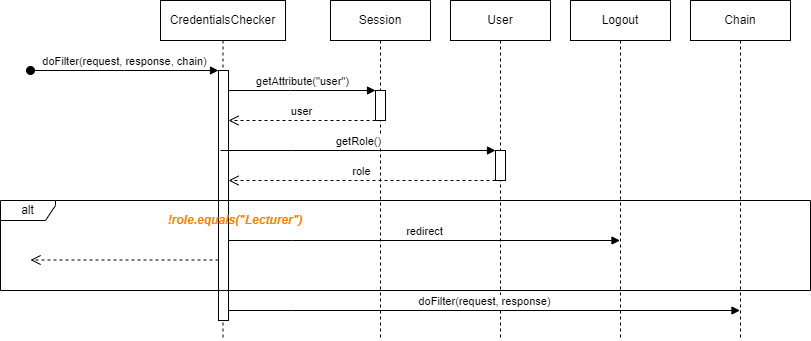 CredentialsChecker
Session
User
Logout
Chain
doFilter(request, response, chain)
getAttribute("user")
user
getRole()
role
alt
!role.equals("Lecturer")
redirect
doFilter(request, response)